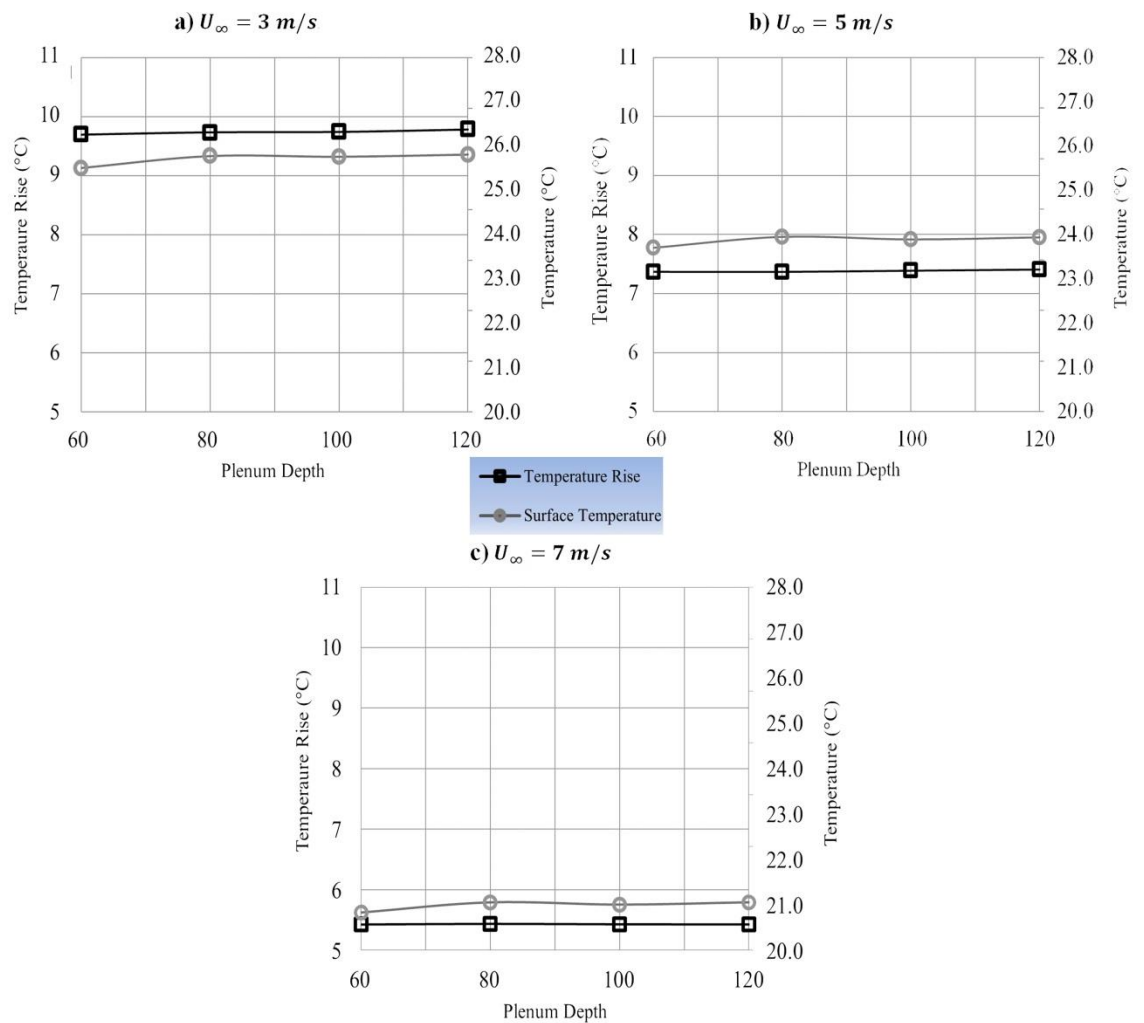 a) U∞ = 3 m/s
b) U∞ = 5 m/s
11
10
9
8
7
6
5
Temperaure Rise (°C)
28.0
27.0
26.0
25.0
24.0
23.0
22.0
21.0
20.0
Temperature (°C)
60 80 100 120
Plenum Depth
11
10
9
8
7
6
5
Temperaure Rise (°C)
28.0
27.0
26.0
25.0
24.0
23.0
22.0
21.0
20.0
Temperature (°C)
60 80 100 120
Plenum Depth
Temperature Rise
Surface Temperature
c) U∞ = 7 m/s
11
10
9
8
7
6
5
Temperaure Rise (°C)
28.0
27.0
26.0
25.0
24.0
23.0
22.0
21.0
20.0
Temperature (°C)
60 80 100 120
Plenum Depth